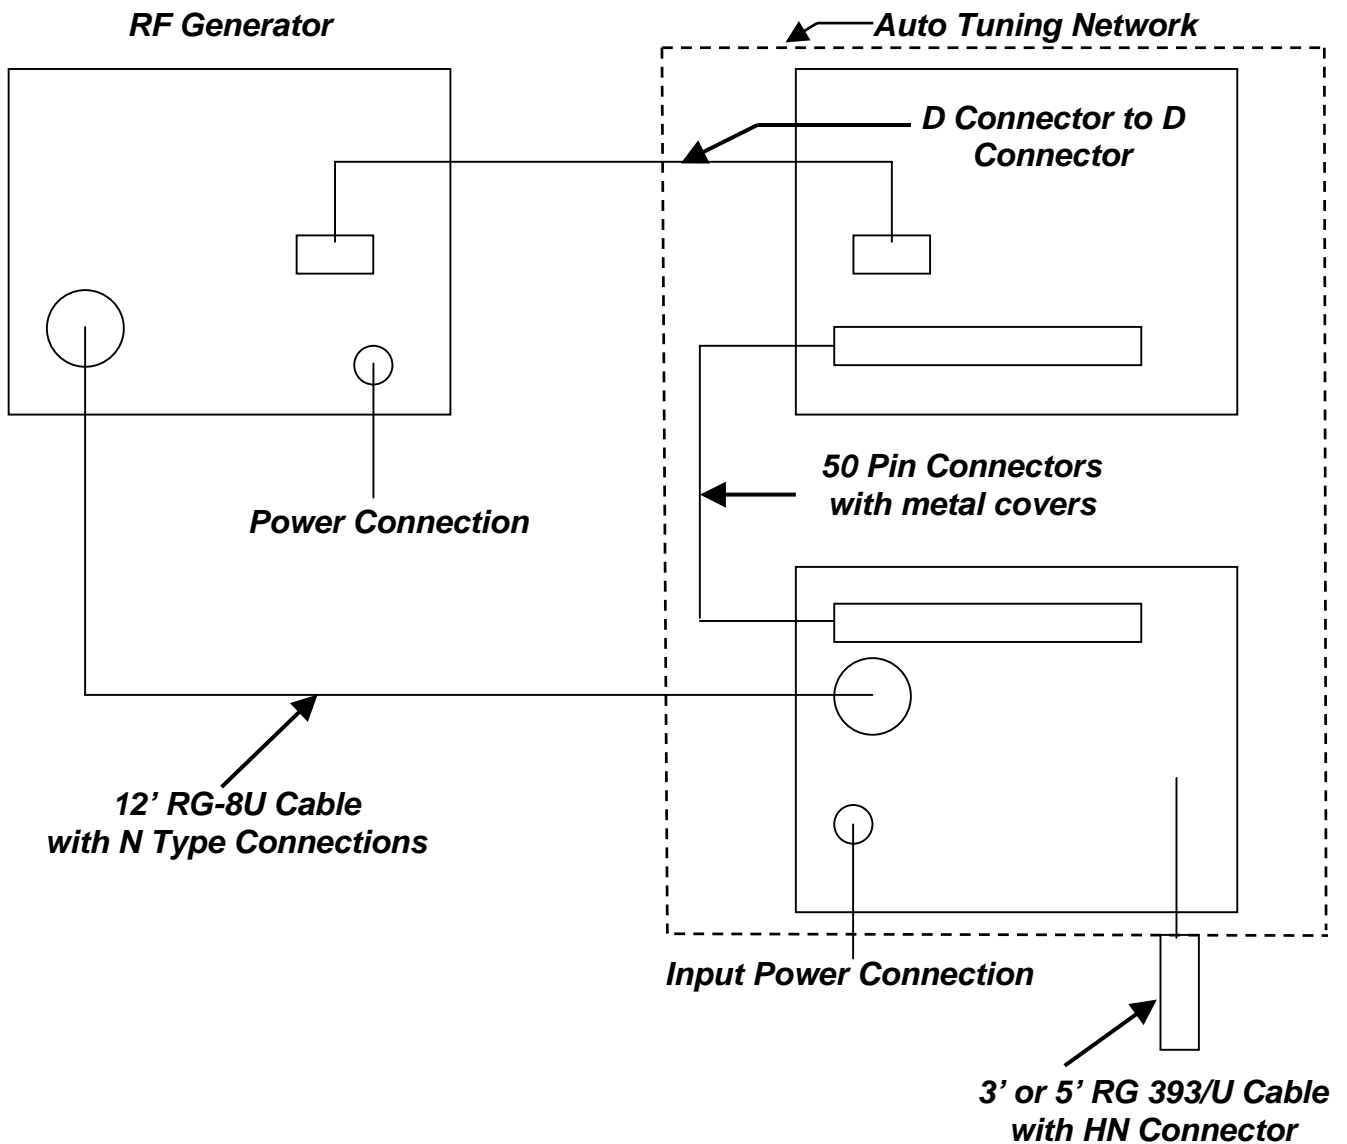 RF Generator
Auto Tuning Network
D Connector to D
Connector
50 Pin Connectors
with metal covers
Power Connection
12’ RG-8U Cable
with N Type Connections
Input Power Connection
3’ or 5’ RG 393/U Cable
with HN Connector